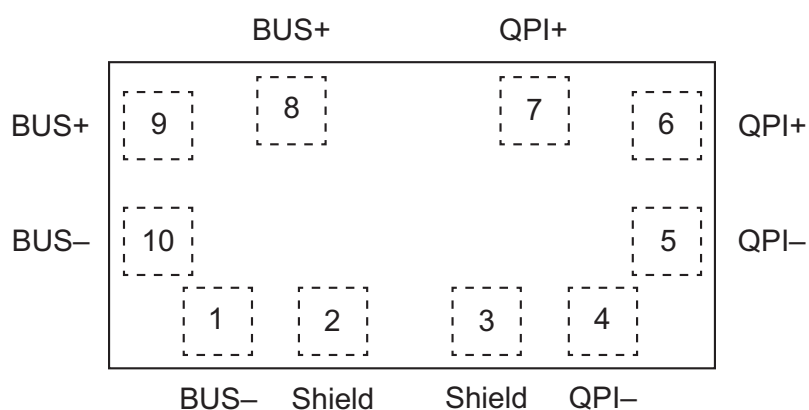 BUS+ QPI+
BUS+ 9 8 7 6 QPI+
BUS– 10 5 QPI–
1 2 3 4
BUS– Shield Shield QPI–